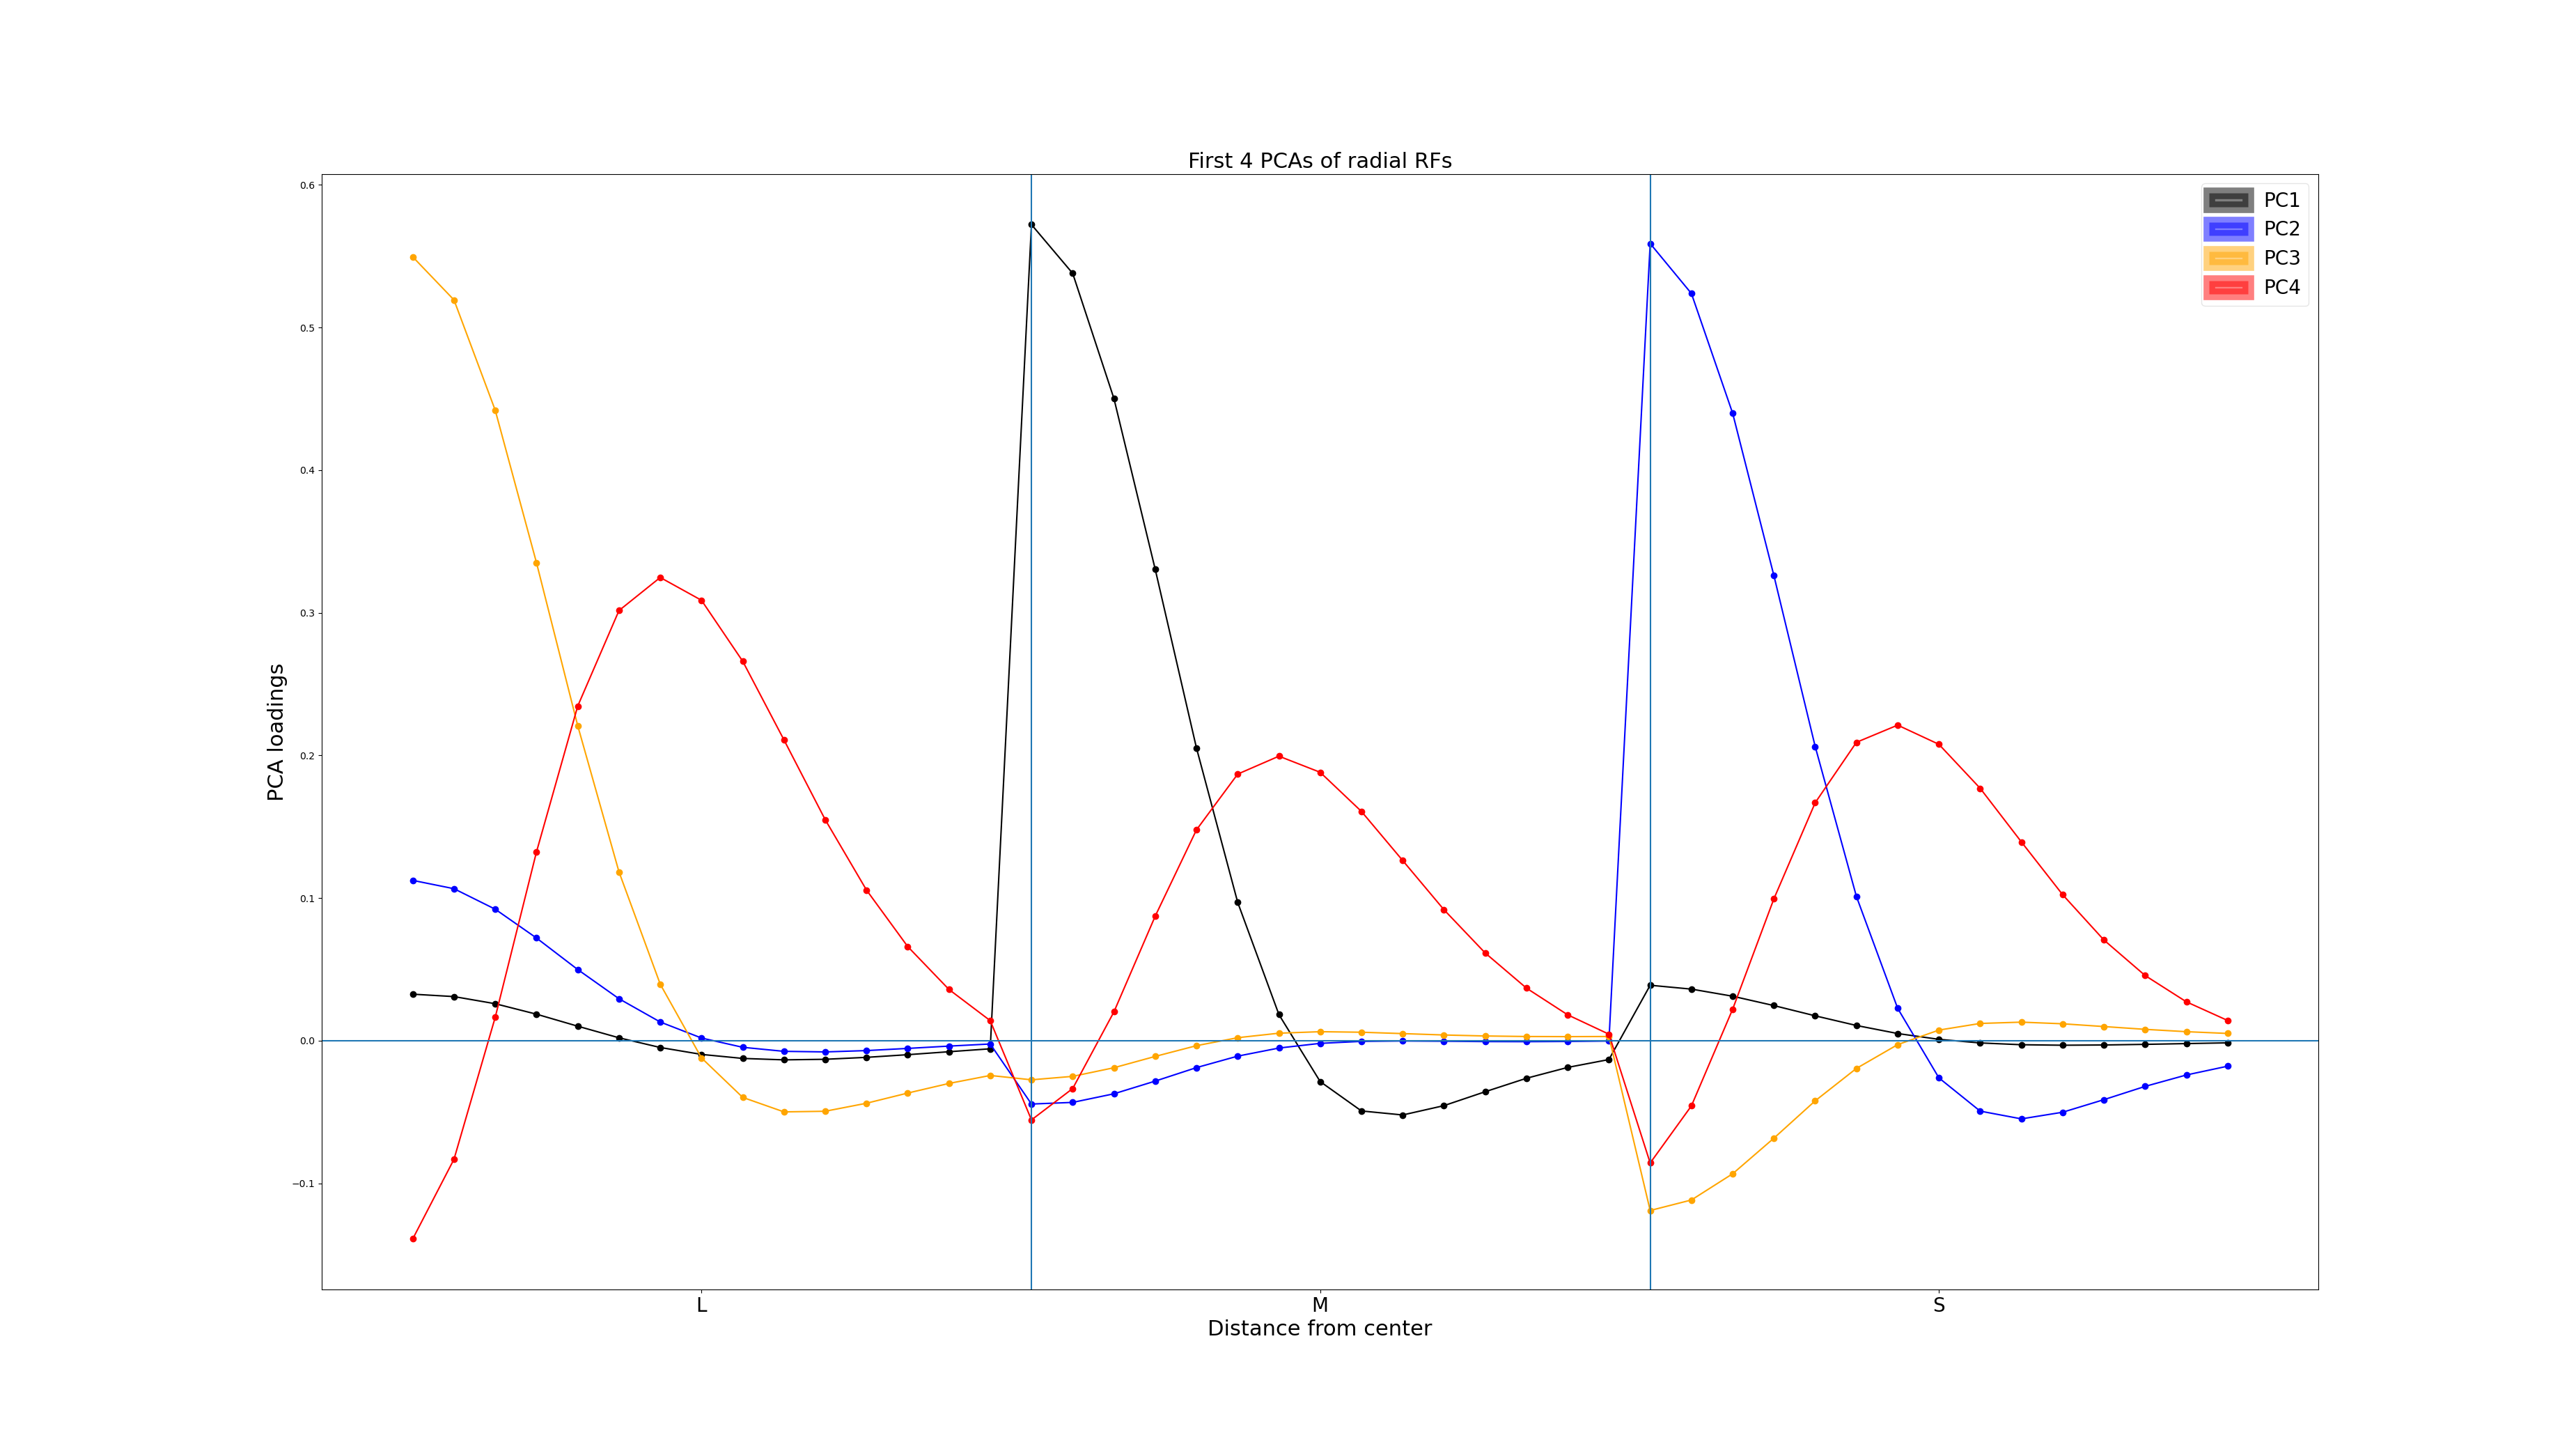 First 4 PCAs of radial RFs
PC1
PC2
PC3
PC4
0.6
0.5
0.4
0.3
0.2
0.1
0.0
−0.1
PCA loadings
L
M
S
Distance from center